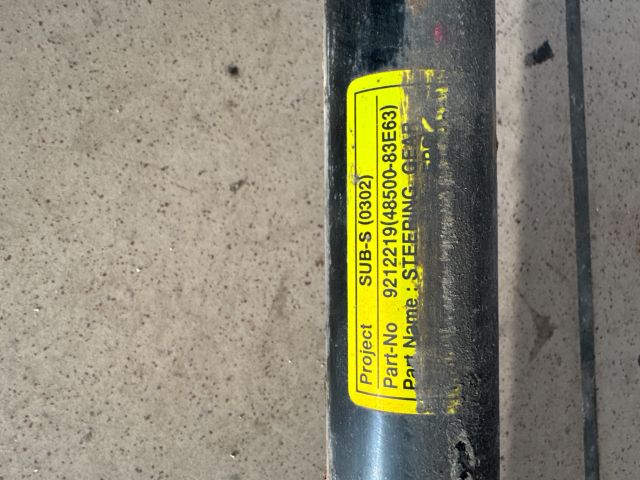 Project SUB-S (0302)
Part-No 9212219(48500-83E63)
Part Name : STEERING GEAR